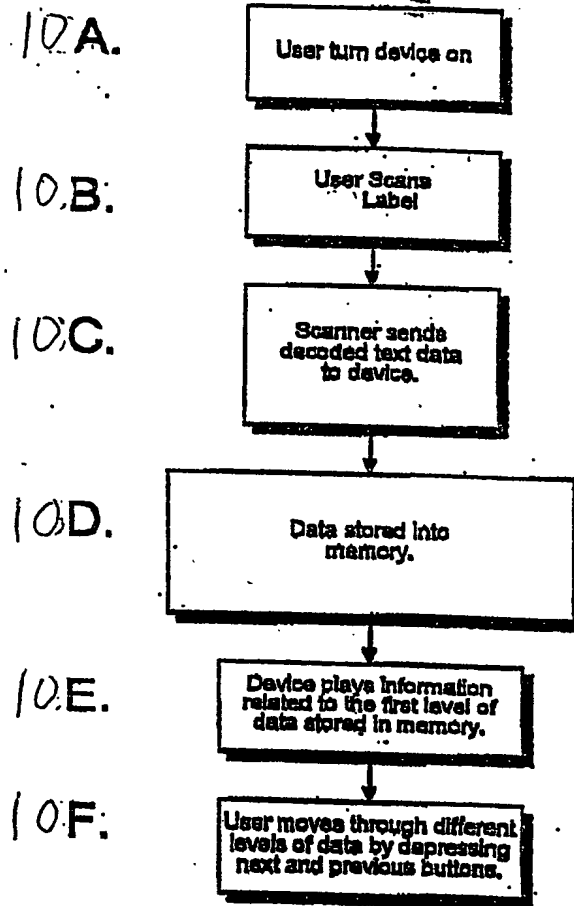 10A.
User turn device on
10B.
User Scans
Label
10C.
Scanner sends
decoded text data
to device.
10D.
Data stored into
memory.
10E.
Device plays information
related to the first level of
data stored in memory.
10F.
User moves through different
levels of data by depressing
next and previous buttons.